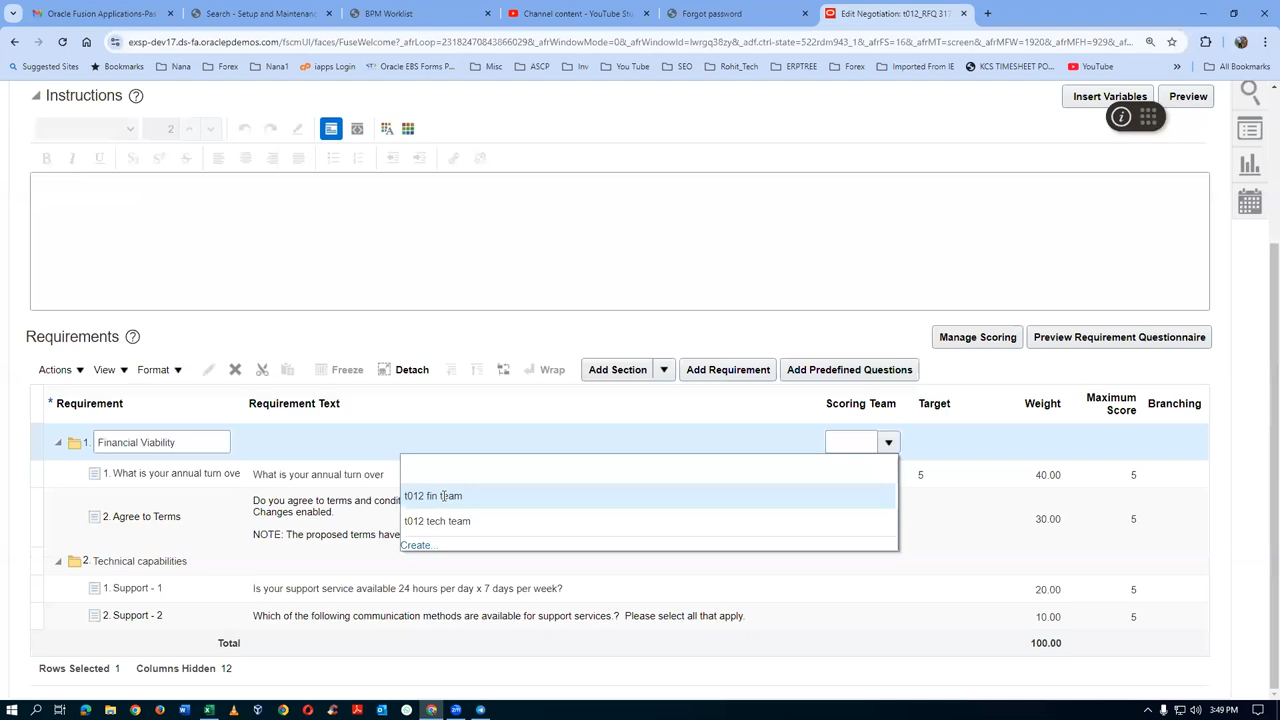 Oracle Fusion Applications-Pas
Search - Setup and Maintenanc
BPM Worklist
Channel content - YouTube Stu
Forgot password
Edit Negotiation: t012_RFQ 317
exsp-dev17.ds-fa.oraclepdemos.com/fscmUI/faces/FuseWelcome?_afrLoop=23182470843866029&_afrWindowMode=0&_afrWindowId=lwrgq38zy&_adf.ctrl-state=522rdm943_1&_afrFS=16&_afrMT=screen&_afrMFW=1920&_afrMFH=929&_a...
Suggested Sites
Bookmarks
Nana
Forex
Nana1
iapps Login
Oracle EBS Forms P...
Misc
ASCP
Inv
You Tube
SEO
Rohit_Tech
ERPTREE
Forex
Imported From IE
KCS TIMESHEET PO...
YouTube
All Bookmarks
Instructions
Insert Variables
Preview
2
Requirements
Manage Scoring
Preview Requirement Questionnaire
Actions
View
Format
Freeze
Detach
Wrap
Add Section
Add Requirement
Add Predefined Questions
* Requirement
Requirement Text
Scoring Team
Target
Weight
Maximum Score
Branching
1. Financial Viability
1. What is your annual turn ove
What is your annual turn over
5
40.00
5
t012 fin team
t012 tech team
Create...
2. Agree to Terms
Do you agree to terms and condit
Changes enabled.
NOTE: The proposed terms have
30.00
5
2. Technical capabilities
1. Support - 1
Is your support service available 24 hours per day x 7 days per week?
20.00
5
2. Support - 2
Which of the following communication methods are available for support services.? Please select all that apply.
10.00
5
Total
100.00
Rows Selected 1
Columns Hidden 12
3:49 PM